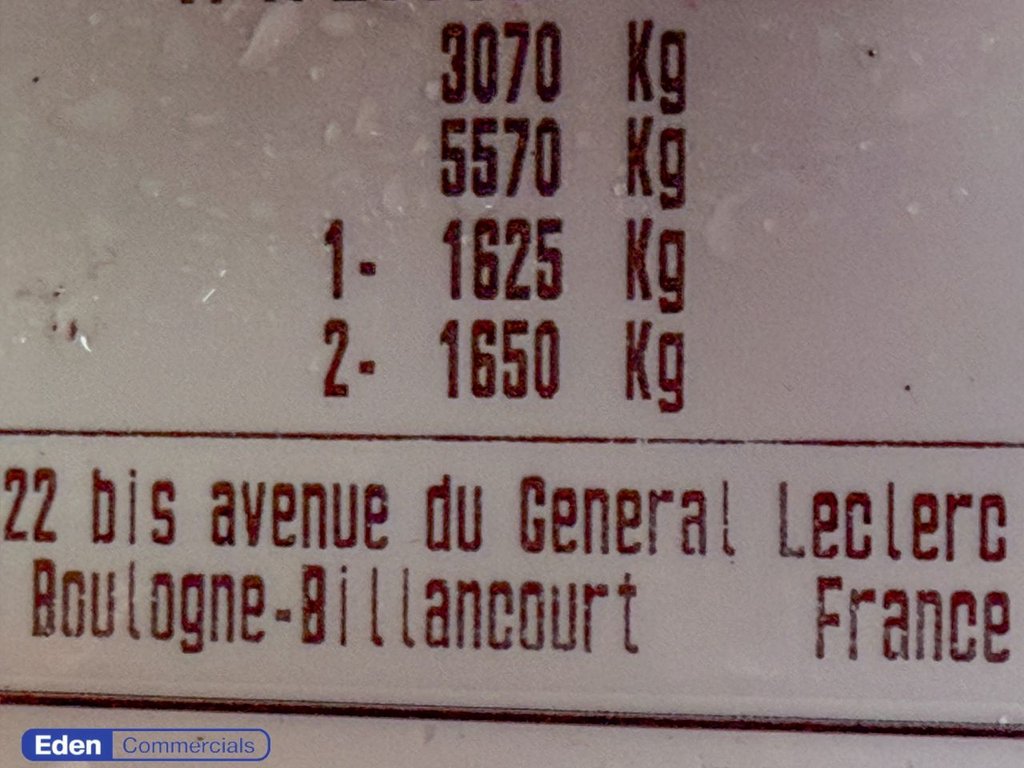 3070 Kg
5570 Kg
1- 1625 Kg
2- 1650 Kg
22 bis avenue du General Leclerc
Boulogne-Billancourt France
Eden Commercials